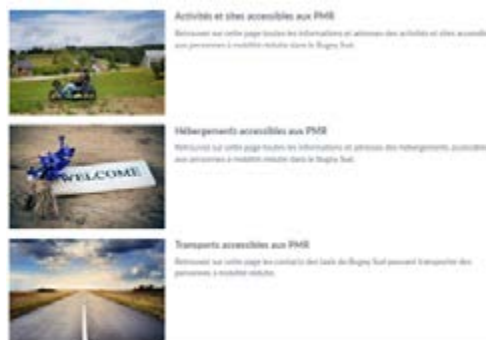 Activités et sites accessibles aux PMR
Retrouvez sur cette page toutes les informations et adresses des activités et sites
aux personnes à mobilité réduite dans le Bugey Sud.
WELCOME
Hébergements accessibles aux PMR
Retrouvez sur cette page toutes les informations et adresses des hébergements
aux personnes à mobilité réduite dans le Bugey Sud.
Transports accessibles aux PMR
Retrouvez sur cette page les contacts des taxis du Bugey Sud pouvant transporter des
personnes à mobilité réduite.